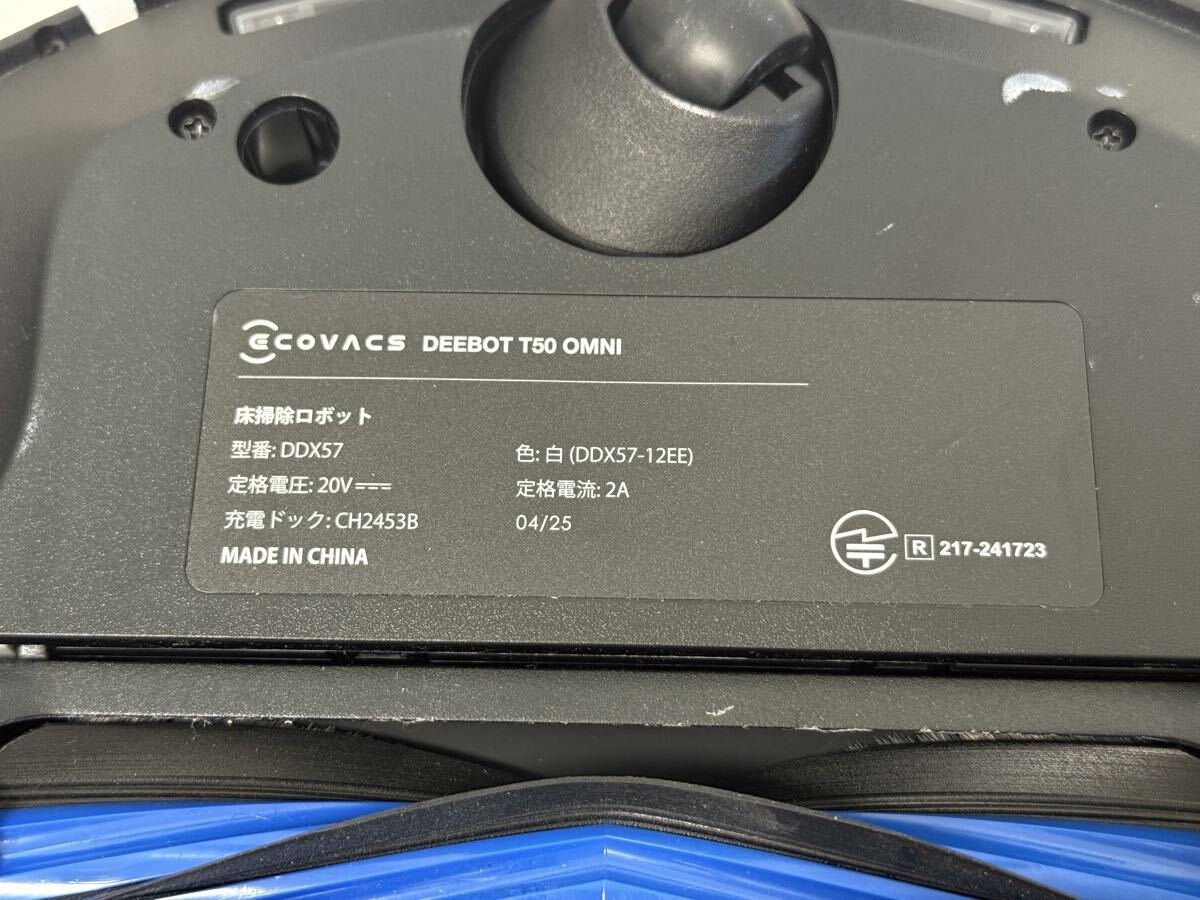 ECOVACS DEEBOT T50 OMNI
床掃除ロボット
型番: DDX57
色: 白 (DDX57-12EE)
定格電圧: 20V
定格電流: 2A
充電ドック: CH2453B
04/25
MADE IN CHINA
R 217-241723